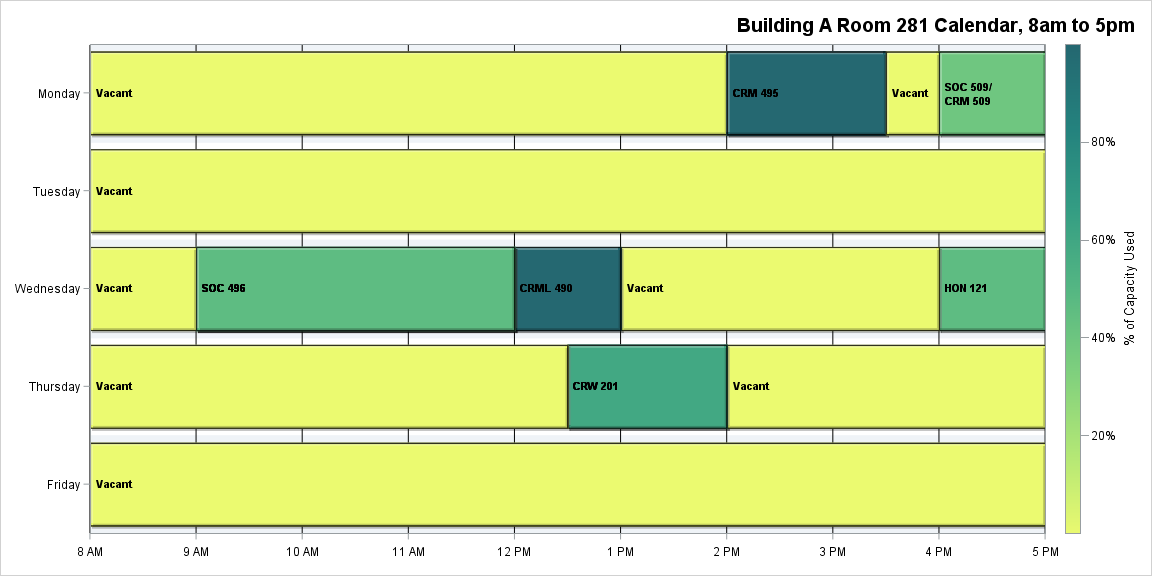 Building A Room 281 Calendar, 8am to 5pm
Monday
Vacant
CRM 495
Vacant
SOC 509/
CRM 509
Tuesday
Vacant
Wednesday
Vacant
SOC 496
CRML 490
Vacant
HON 121
Thursday
Vacant
CRW 201
Vacant
Friday
Vacant
8 AM
9 AM
10 AM
11 AM
12 PM
1 PM
2 PM
3 PM
4 PM
5 PM
80%
60%
40%
20%
% of Capacity Used